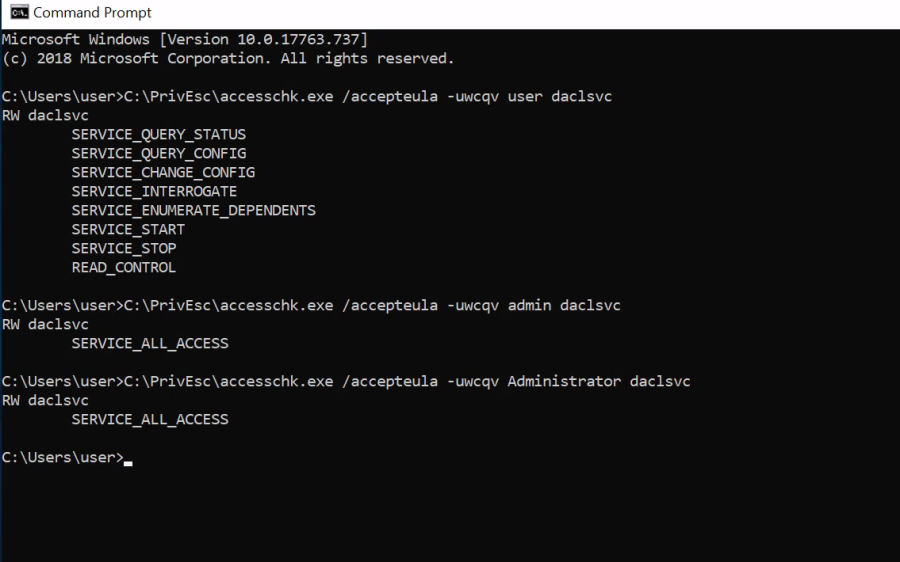 Command Prompt
Microsoft Windows [Version 10.0.17763.737]
(c) 2018 Microsoft Corporation. All rights reserved.
C:\Users\user>C:\PrivEsc\accesschk.exe /accepteula -uwcqv user daclsvc
RW daclsvc
SERVICE_QUERY_STATUS
SERVICE_QUERY_CONFIG
SERVICE_CHANGE_CONFIG
SERVICE_INTERROGATE
SERVICE_ENUMERATE_DEPENDENTS
SERVICE_START
SERVICE_STOP
READ_CONTROL
C:\Users\user>C:\PrivEsc\accesschk.exe /accepteula -uwcqv admin daclsvc
RW daclsvc
SERVICE_ALL_ACCESS
C:\Users\user>C:\PrivEsc\accesschk.exe /accepteula -uwcqv Administrator daclsvc
RW daclsvc
SERVICE_ALL_ACCESS
C:\Users\user>